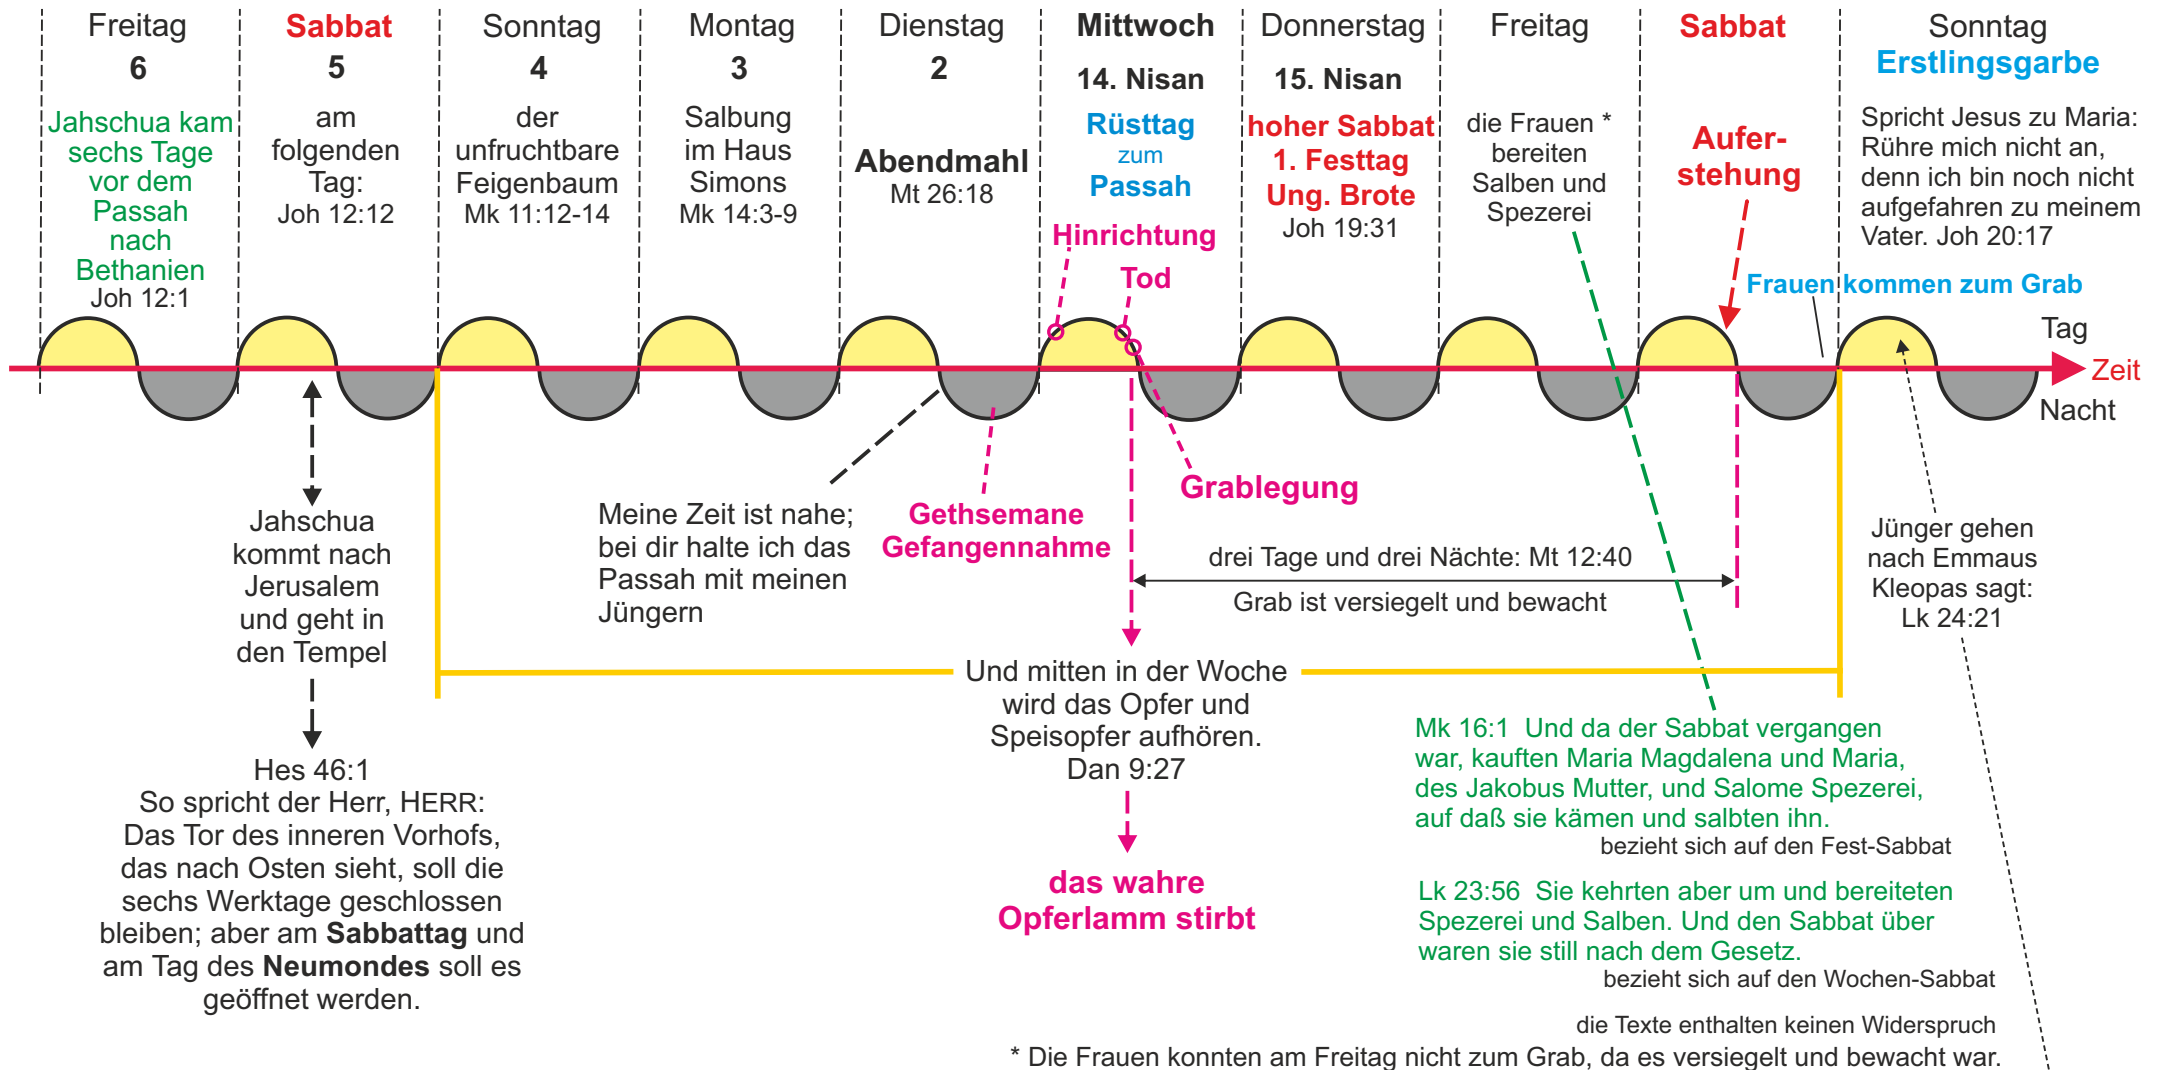 Freitag
6
Jahschua kam
sechs Tage
vor dem
Passah
nach
Bethanien
Joh 12:1
Sabbat
5
am
folgenden
Tag:
Joh 12:12
Sonntag
4
der
unfruchtbare
Feigenbaum
Mk 11:12-14
Montag
3
Salbung
im Haus
Simons
Mk 14:3-9
Dienstag
2
Abendmahl
Mt 26:18
Mittwoch
14. Nisan
Rüsttag
zum
Passah
Hinrichtung
Tod
Donnerstag
15. Nisan
hoher Sabbat
1. Festtag
Ung. Brote
Joh 19:31
Freitag
die Frauen *
bereiten
Salben und
Spezerei
Sabbat
Aufer-
stehung
Sonntag
Erstlingsgarbe
Spricht Jesus zu Maria:
Rühre mich nicht an,
denn ich bin noch nicht
aufgefahren zu meinem
Vater. Joh 20:17
Frauen kommen zum Grab
Tag
Zeit
Nacht
Jahschua
kommt nach
Jerusalem
und geht in
den Tempel
Hes 46:1
So spricht der Herr, HERR:
Das Tor des inneren Vorhofs,
das nach Osten sieht, soll die
sechs Werktage geschlossen
bleiben; aber am Sabbattag und
am Tag des Neumondes soll es
geöffnet werden.
Meine Zeit ist nahe;
bei dir halte ich das
Passah mit meinen
Jüngern
Gethsemane
Gefangennahme
Grablegung
drei Tage und drei Nächte: Mt 12:40
Grab ist versiegelt und bewacht
Und mitten in der Woche
wird das Opfer und
Speisopfer aufhören.
Dan 9:27
das wahre
Opferlamm stirbt
Jünger gehen
nach Emmaus
Kleopas sagt:
Lk 24:21
Mk 16:1 Und da der Sabbat vergangen
war, kauften Maria Magdalena und Maria,
des Jakobus Mutter, und Salome Spezerei,
auf daß sie kämen und salbten ihn.
bezieht sich auf den Fest-Sabbat
Lk 23:56 Sie kehrten aber um und bereiteten
Spezerei und Salben. Und den Sabbat über
waren sie still nach dem Gesetz.
bezieht sich auf den Wochen-Sabbat
die Texte enthalten keinen Widerspruch
* Die Frauen konnten am Freitag nicht zum Grab, da es versiegelt und bewacht war.